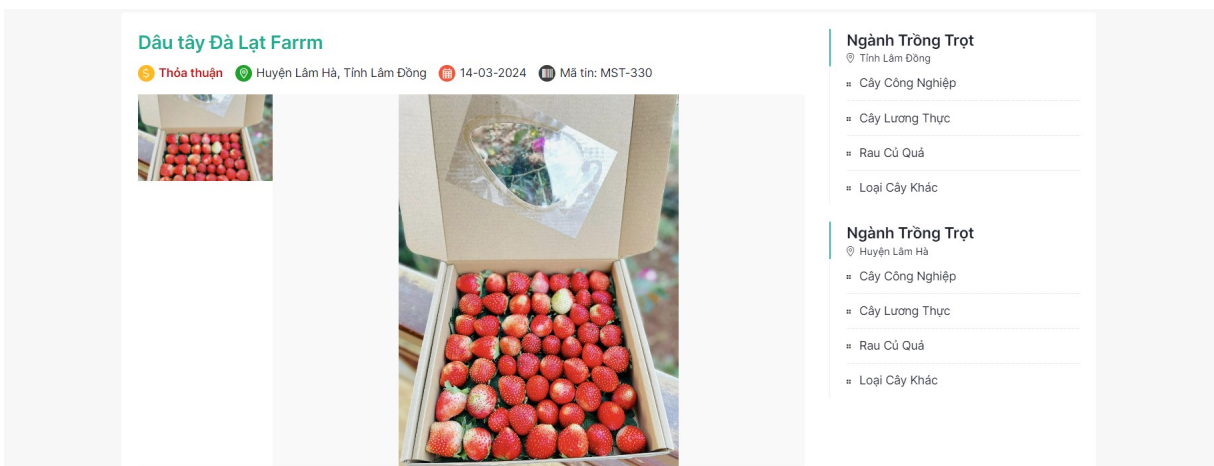 Dâu tây Đà Lạt Farrm
Thỏa thuận Huyện Lâm Hà, Tỉnh Lâm Đồng 14-03-2024 Mã tin: MST-330
Ngành Trồng Trọt
Tỉnh Lâm Đồng
Cây Công Nghiệp
Cây Lương Thực
Rau Củ Quả
Loại Cây Khác
Ngành Trồng Trọt
Huyện Lâm Hà
Cây Công Nghiệp
Cây Lương Thực
Rau Củ Quả
Loại Cây Khác